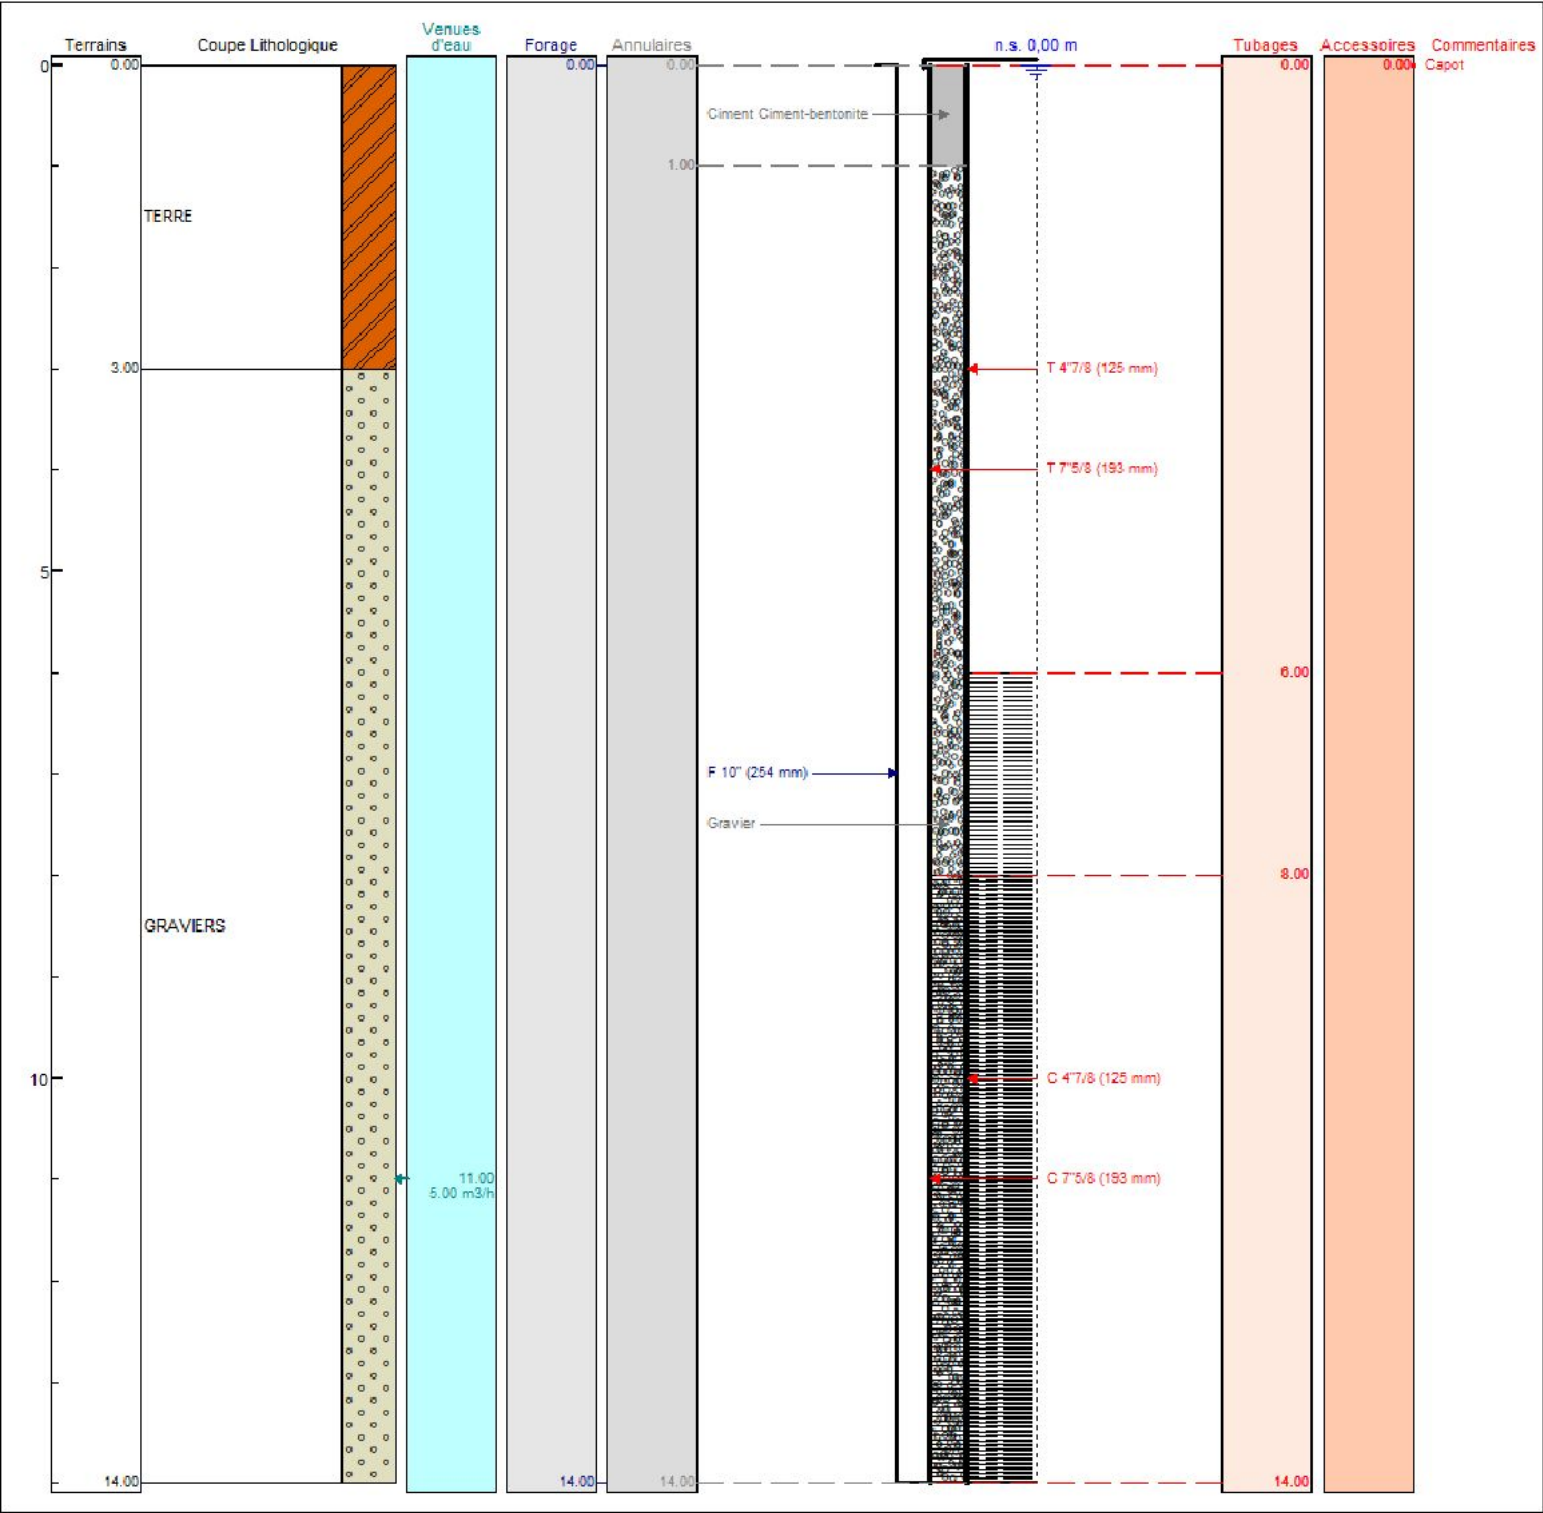 Terrains
Coupe Lithologique
Venues
d'eau
Forage
Annulaires
n.s. 0,00 m
Tubages
Accessoires
Commentaires
0
0.00
0.00
0.00
0.00
0.00
Capot
Ciment Ciment-bentonite
1.00
TERRE
3.00
T 4"7/8 (125 mm)
T 7"5/8 (193 mm)
5
6.00
F 10" (254 mm)
Gravier
8.00
GRAVIERS
10
C 4"7/8 (125 mm)
11.00
5.00 m3/h
C 7"5/8 (193 mm)
14.00
14.00
14.00
14.00